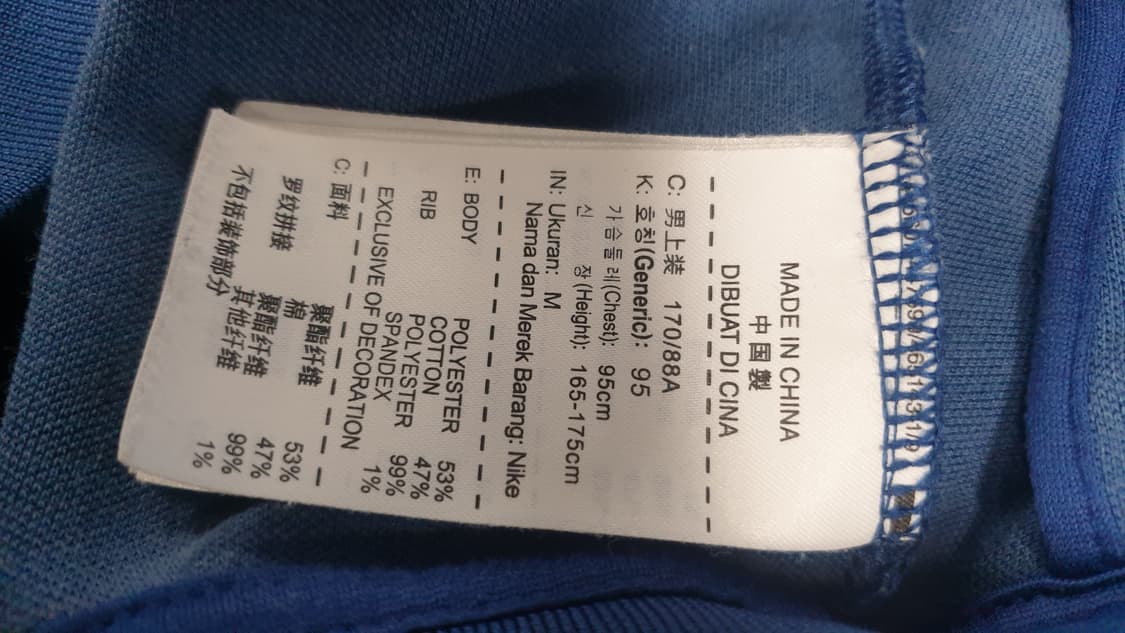 MADE IN CHINA
中国製
DIBUAT DI CINA
C: 男上装 170/88A
K: 호칭(Generic): 95
가슴둘레(Chest): 95cm
신 장(Height): 165-175cm
IN: Ukuran: M
Nama dan Merek Barang: Nike
E: BODY POLYESTER 53%
COTTON 47%
RIB POLYESTER 99%
SPANDEX 1%
EXCLUSIVE OF DECORATION
C: 面料 聚酯纤维 53%
棉 47%
罗纹拼接 聚酯纤维 99%
其他纤维 1%
不包括装饰部分